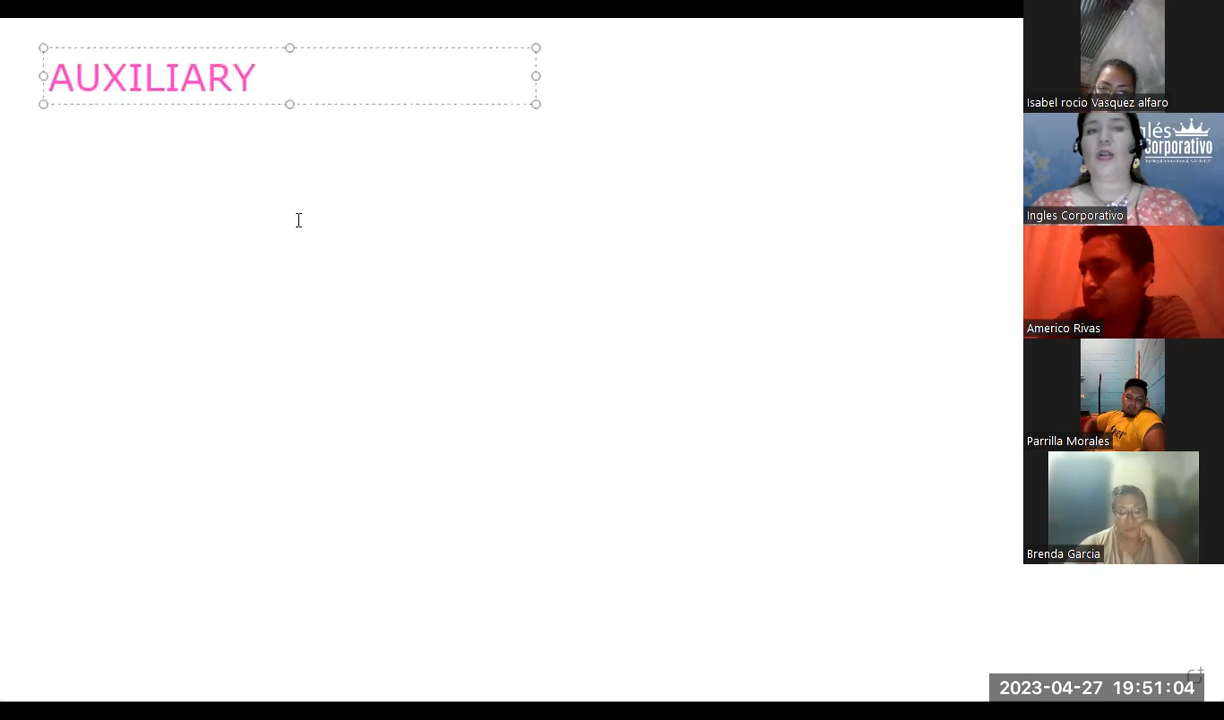 AUXILIARY
Isabel rocio Vasquez alfaro
glés
Corporativo
Ingles Corporativo
Americo Rivas
Parrilla Morales
Brenda Garcia
2023-04-27 19:51:04